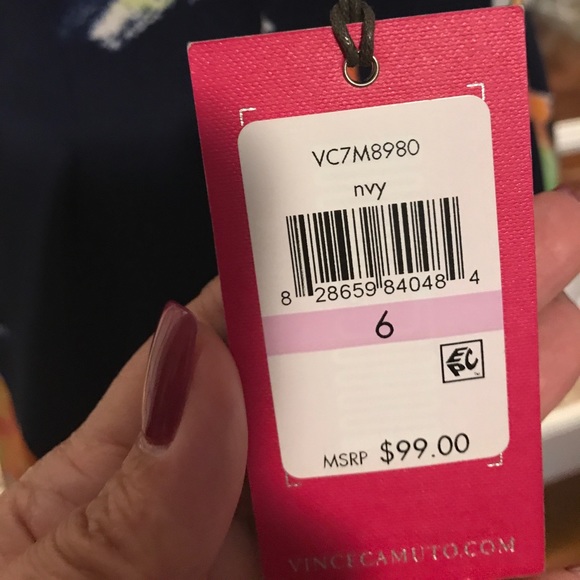 VC7M8980
nvy
8 28659 84048 4
6
EPC
MSRP $99.00
VINCECAMUTO.COM